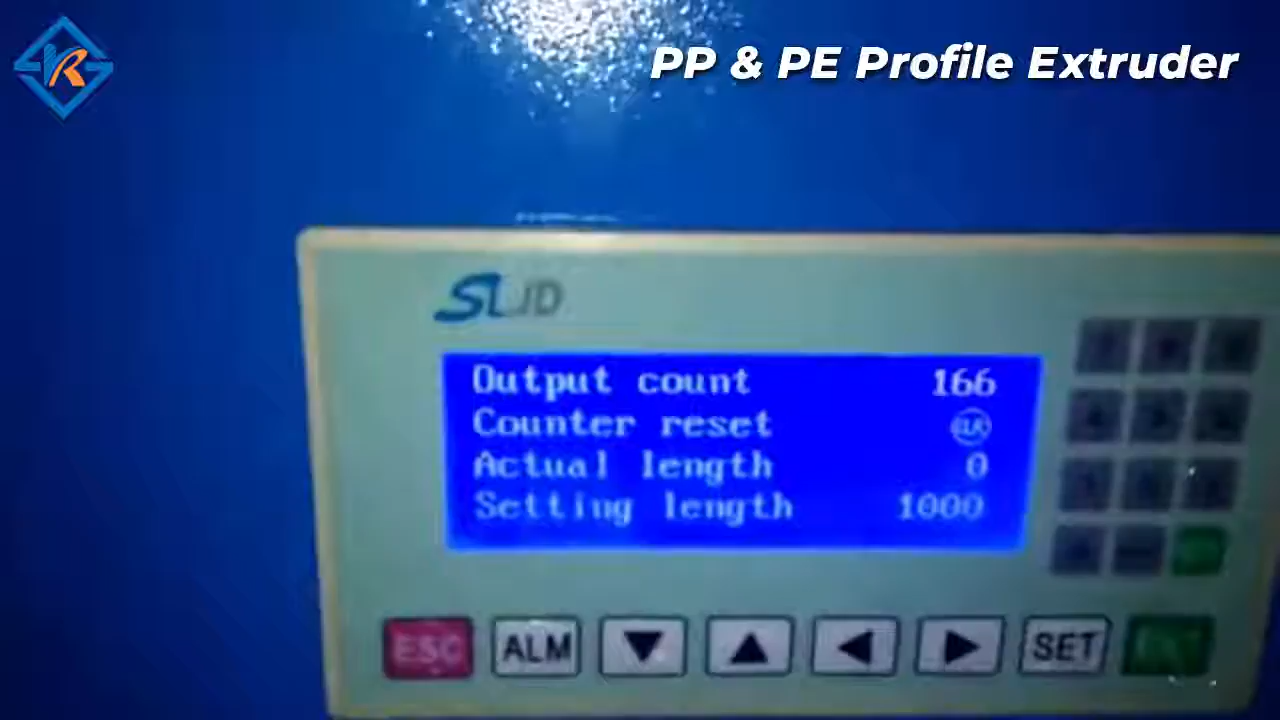 PP & PE Profile Extruder
Output count 166
Counter reset
Actual length 0
Setting length 1000
ESC ALM SET